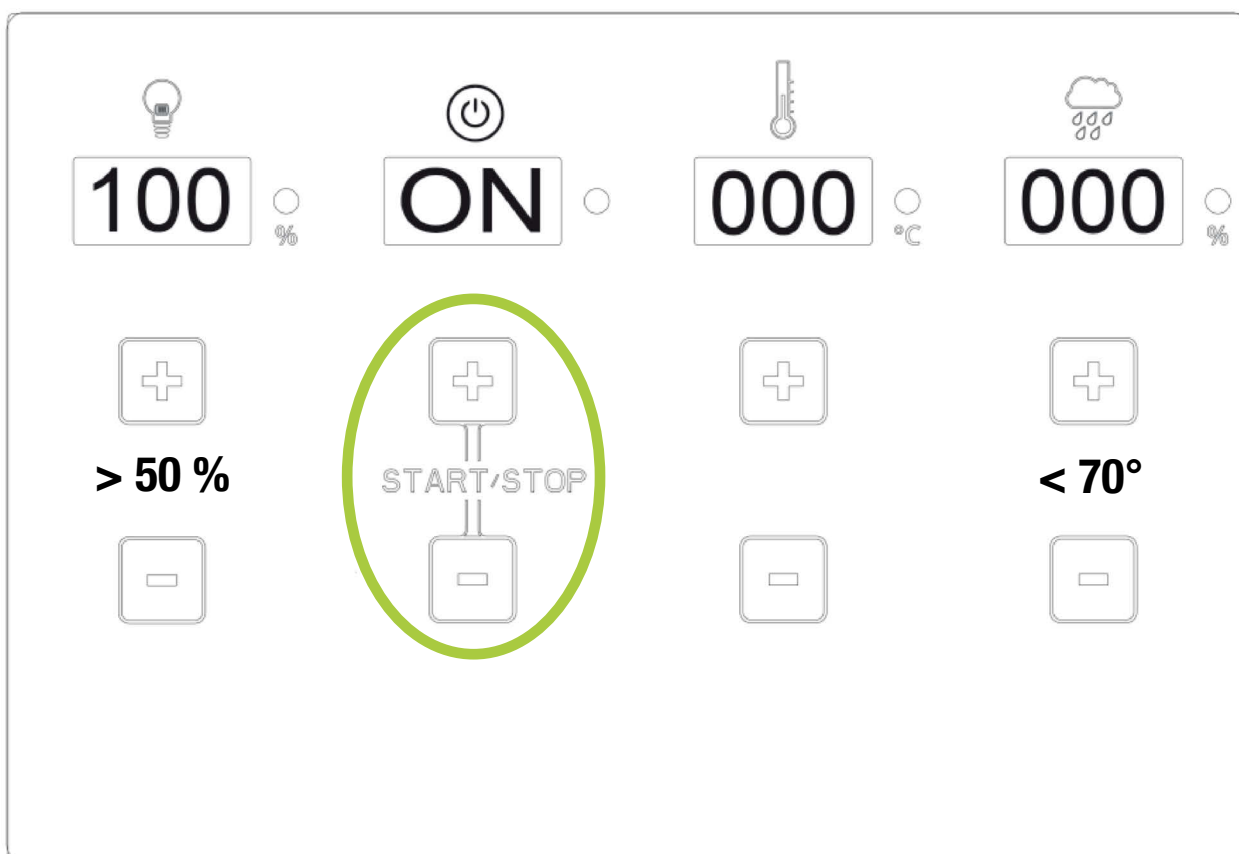 100 % ON 000 °C 000 %
+ + + +
> 50 % START/STOP < 70°
- - - -